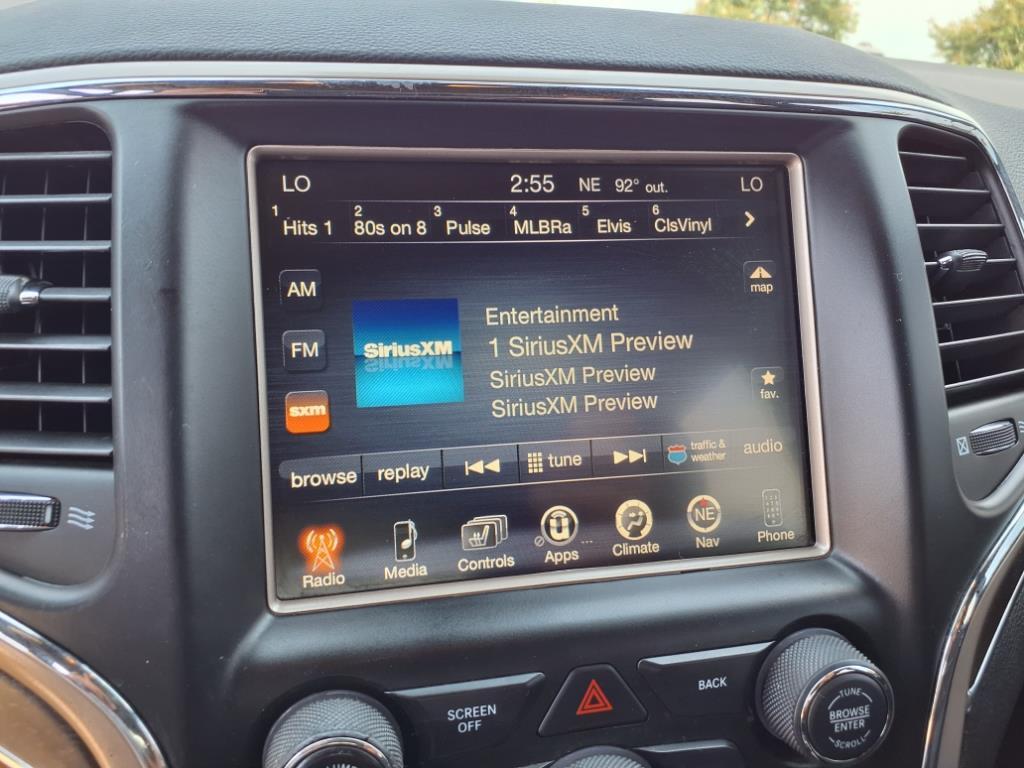 LO 2:55 NE 92° out. LO
1 Hits 1 2 80s on 8 3 Pulse 4 MLBRa 5 Elvis 6 ClsVinyl
AM
map
Entertainment
SiriusXM
1 SiriusXM Preview
FM
SiriusXM Preview
fav.
SiriusXM Preview
sxm
browse replay tune traffic & weather audio
NE
Radio Media Controls Apps Climate Nav Phone
SCREEN OFF
BACK
TUNE
BROWSE
ENTER
SCROLL